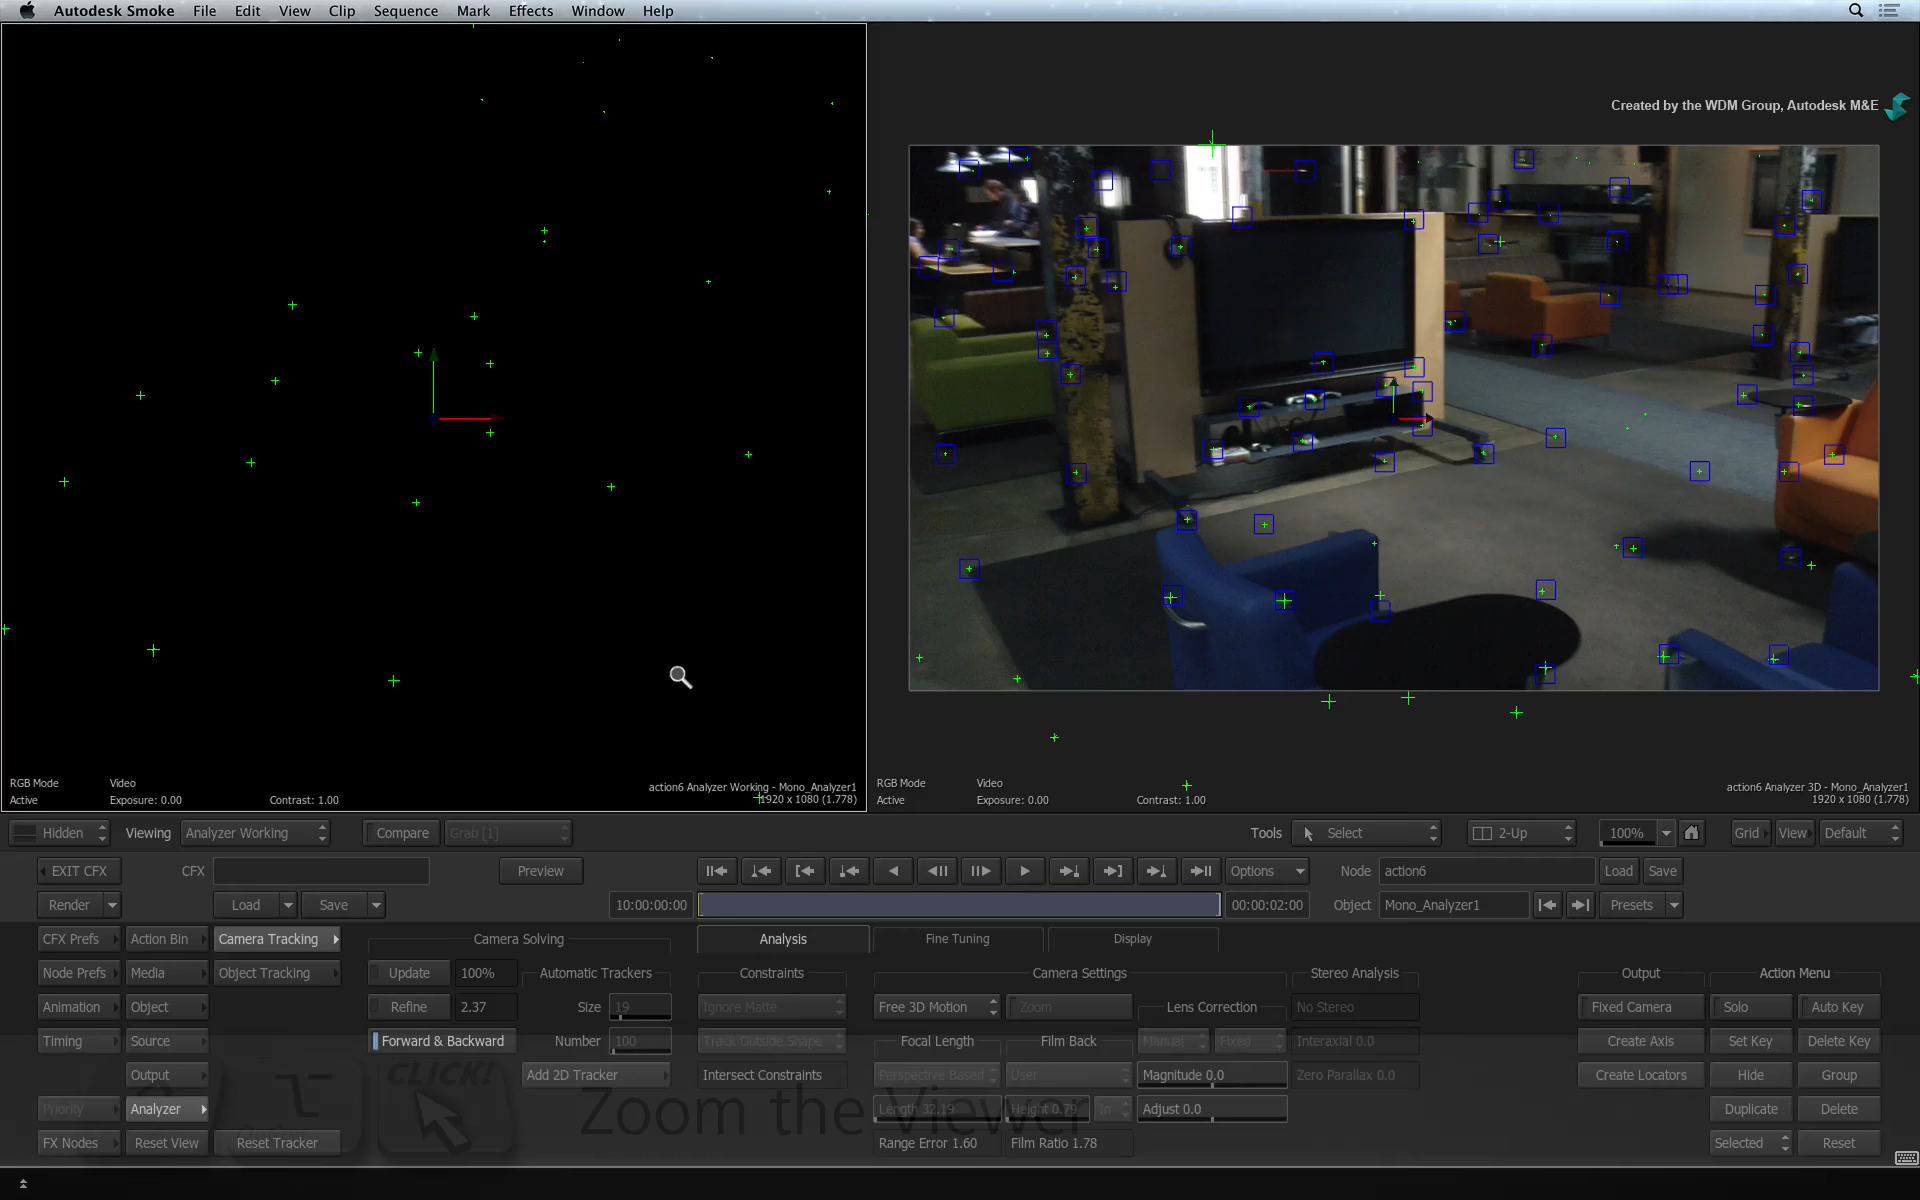 Autodesk Smoke File Edit View Clip Sequence Mark Effects Window Help
Created by the WDM Group, Autodesk M&E
RGB Mode Video
Active Exposure: 0.00 Contrast: 1.00
action6 Analyzer Working - Mono_Analyzer1
1920 x 1080 (1.778)
RGB Mode Video
Active Exposure: 0.00 Contrast: 1.00
action6 Analyzer 3D - Mono_Analyzer1
1920 x 1080 (1.778)
Hidden Viewing Analyzer Working Compare Grab [1] Tools Select 2-Up 100% Grid View Default
EXIT CFX CFX Preview Options Node action6 Load Save
Render Load Save 10:00:00:00 00:00:02:00 Object Mono_Analyzer1 Presets
CFX Prefs Action Bin Camera Tracking Camera Solving Analysis Fine Tuning Display
Node Prefs Media Object Tracking Update 100% Automatic Trackers Constraints Camera Settings Stereo Analysis Output Action Menu
Animation Object Refine 2.37 Size 19 Ignore Matte Free 3D Motion Zoom Lens Correction No Stereo Fixed Camera Solo Auto Key
Timing Source Forward & Backward Number 100 Track Outside Shape Focal Length Film Back Manual Fixed Interaxial 0.0 Create Axis Set Key Delete Key
Output Add 2D Tracker Intersect Constraints Perspective Based User Magnitude 0.0 Zero Parallax 0.0 Create Locators Hide Group
Priority Analyzer Length 32.19 Height 0.79 In Adjust 0.0 Duplicate Delete
FX Nodes Reset View Reset Tracker Range Error 1.60 Film Ratio 1.78 Selected Reset
CLICK!
Zoom the Viewer